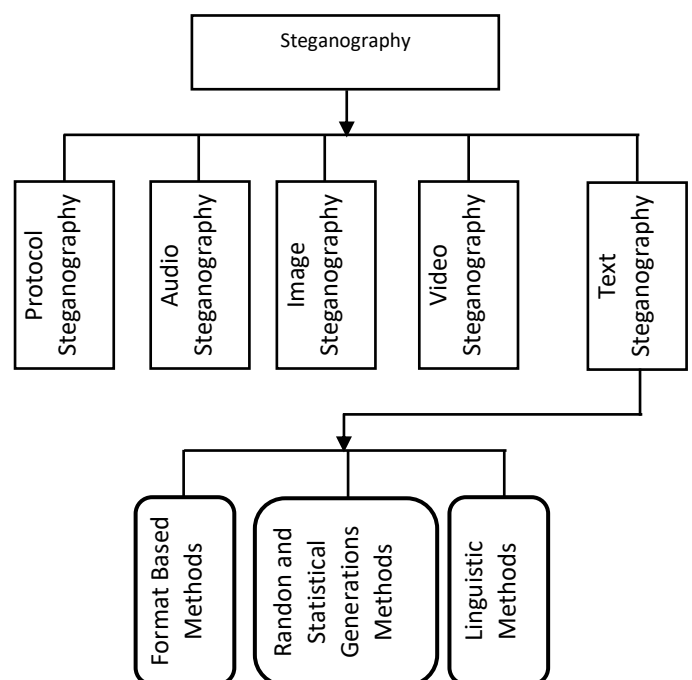 Steganography
Protocol
Steganography
Audio
Steganography
Image
Steganography
Video
Steganography
Text
Steganography
Format Based
Methods
Randon and
Statistical
Generations
Methods
Linguistic
Methods